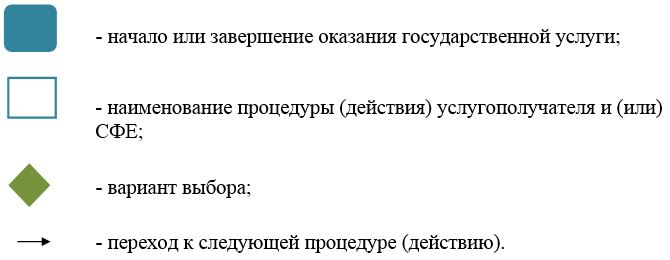 - начало или завершение оказания государственной услуги;
- наименование процедуры (действия) услугополучателя и (или)
СФЕ;
- вариант выбора;
- переход к следующей процедуре (действию).